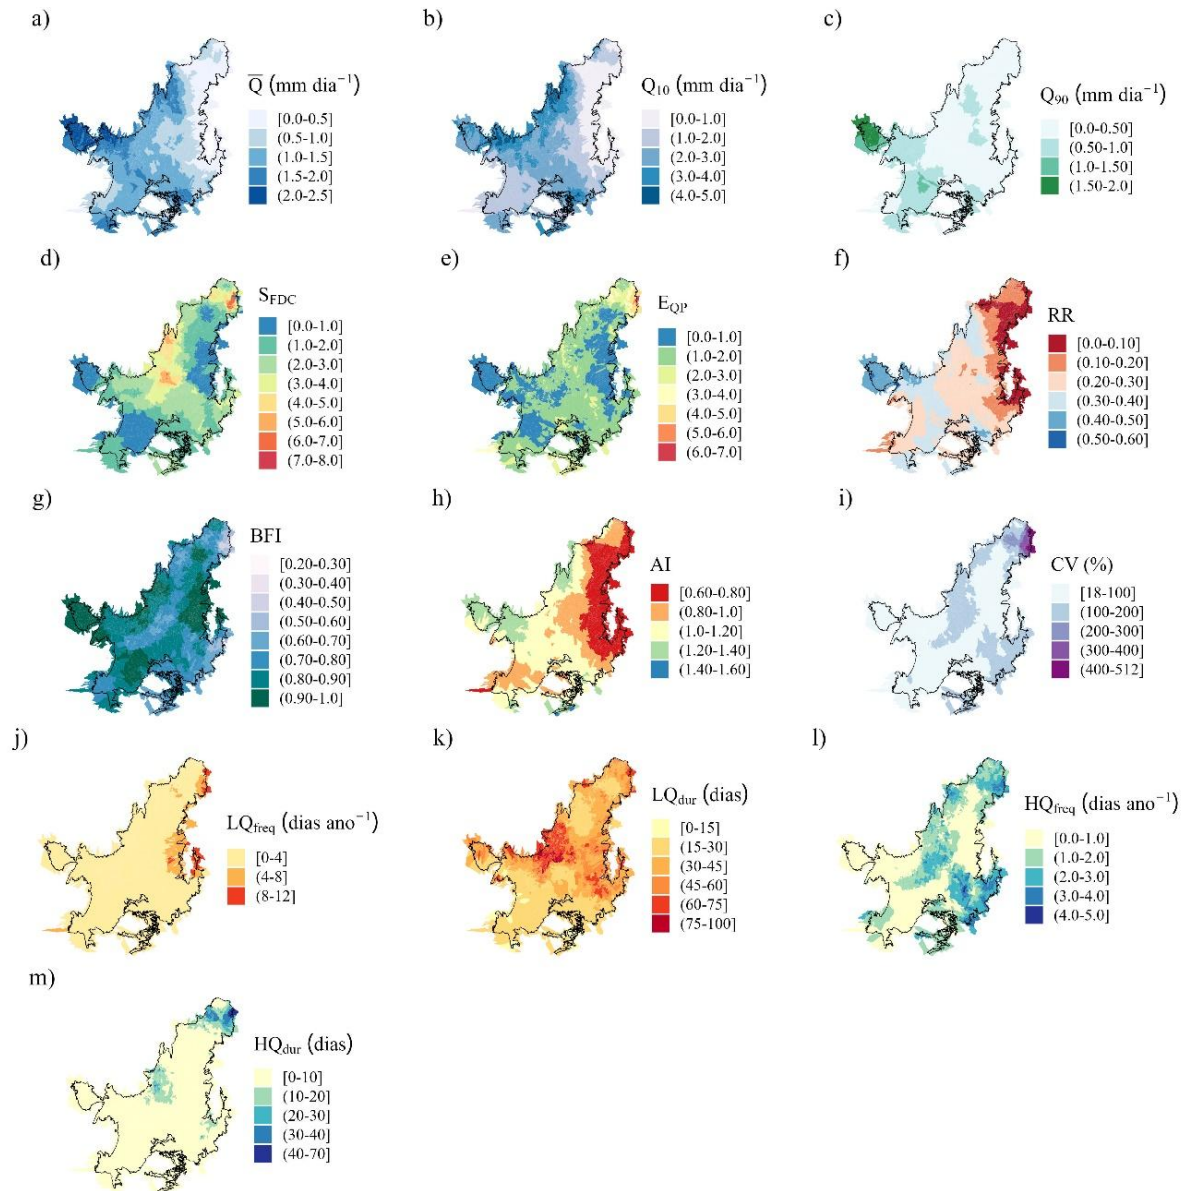 a)
Q̅ (mm dia⁻¹)
[0.0-0.5]
(0.5-1.0]
(1.0-1.5]
(1.5-2.0]
(2.0-2.5]
b)
Q₁₀ (mm dia⁻¹)
[0.0-1.0]
(1.0-2.0]
(2.0-3.0]
(3.0-4.0]
(4.0-5.0]
c)
Q₉₀ (mm dia⁻¹)
[0.0-0.50]
(0.50-1.0]
(1.0-1.50]
(1.50-2.0]
d)
S_FDC
[0.0-1.0]
(1.0-2.0]
(2.0-3.0]
(3.0-4.0]
(4.0-5.0]
(5.0-6.0]
(6.0-7.0]
(7.0-8.0]
e)
E_QP
[0.0-1.0]
(1.0-2.0]
(2.0-3.0]
(3.0-4.0]
(4.0-5.0]
(5.0-6.0]
(6.0-7.0]
f)
RR
[0.0-0.10]
(0.10-0.20]
(0.20-0.30]
(0.30-0.40]
(0.40-0.50]
(0.50-0.60]
g)
BFI
[0.20-0.30]
(0.30-0.40]
(0.40-0.50]
(0.50-0.60]
(0.60-0.70]
(0.70-0.80]
(0.80-0.90]
(0.90-1.0]
h)
AI
[0.60-0.80]
(0.80-1.0]
(1.0-1.20]
(1.20-1.40]
(1.40-1.60]
i)
CV (%)
[18-100]
(100-200]
(200-300]
(300-400]
(400-512]
j)
LQ_freq (dias ano⁻¹)
[0-4]
(4-8]
(8-12]
k)
LQ_dur (dias)
[0-15]
(15-30]
(30-45]
(45-60]
(60-75]
(75-100]
l)
HQ_freq (dias ano⁻¹)
[0.0-1.0]
(1.0-2.0]
(2.0-3.0]
(3.0-4.0]
(4.0-5.0]
m)
HQ_dur (dias)
[0-10]
(10-20]
(20-30]
(30-40]
(40-70]